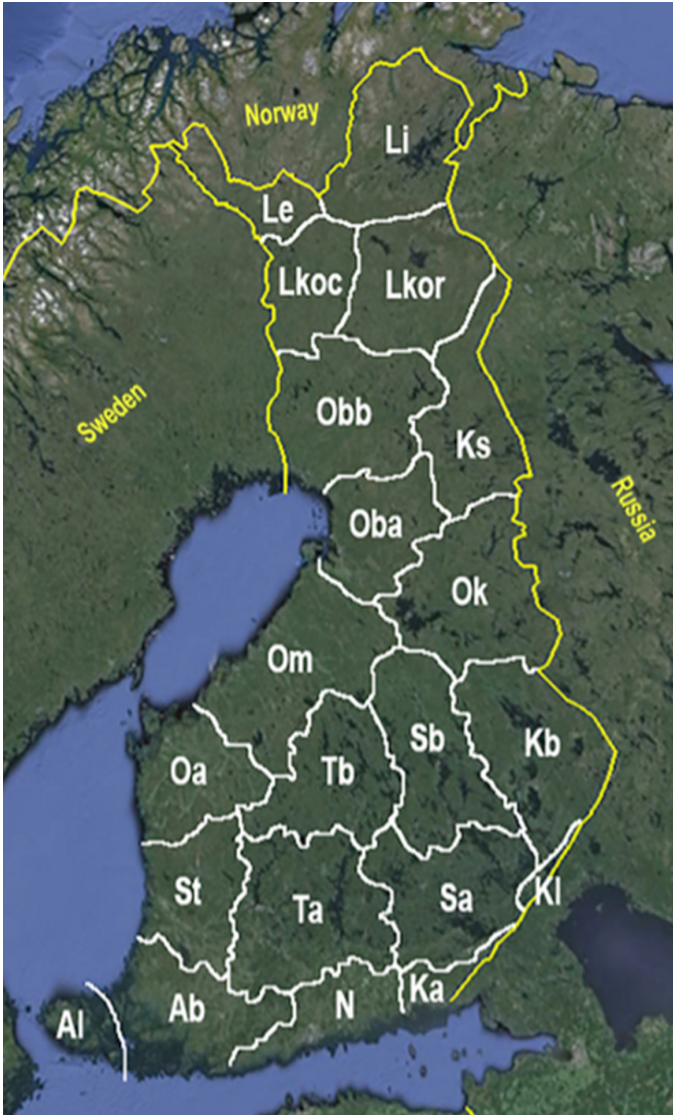 Norway
Li
Le
Lkoc
Lkor
Sweden
Obb
Ks
Russia
Oba
Ok
Om
Sb
Kb
Oa
Tb
St
Ta
Sa
Kl
Ab
N
Ka
Al